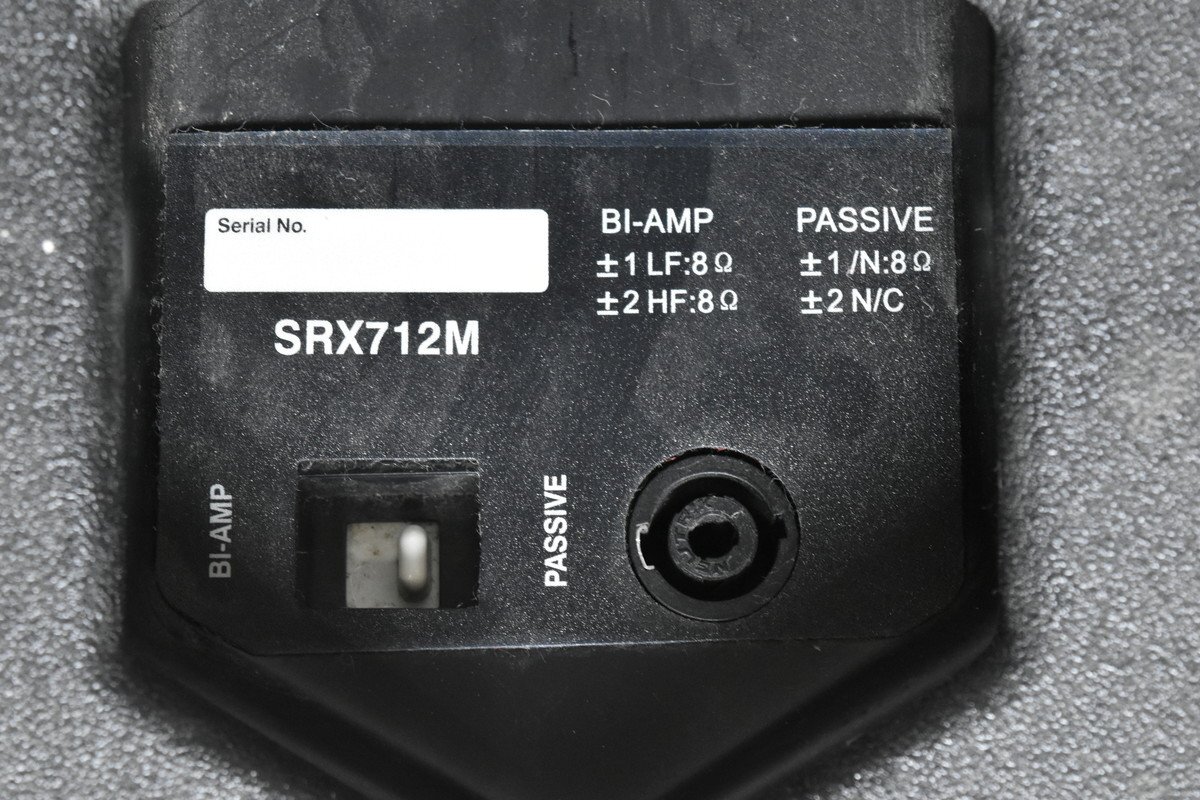 Serial No.
SRX712M
BI-AMP
±1 LF:8Ω
±2 HF:8Ω
PASSIVE
±1/N:8Ω
±2 N/C
BI-AMP
PASSIVE